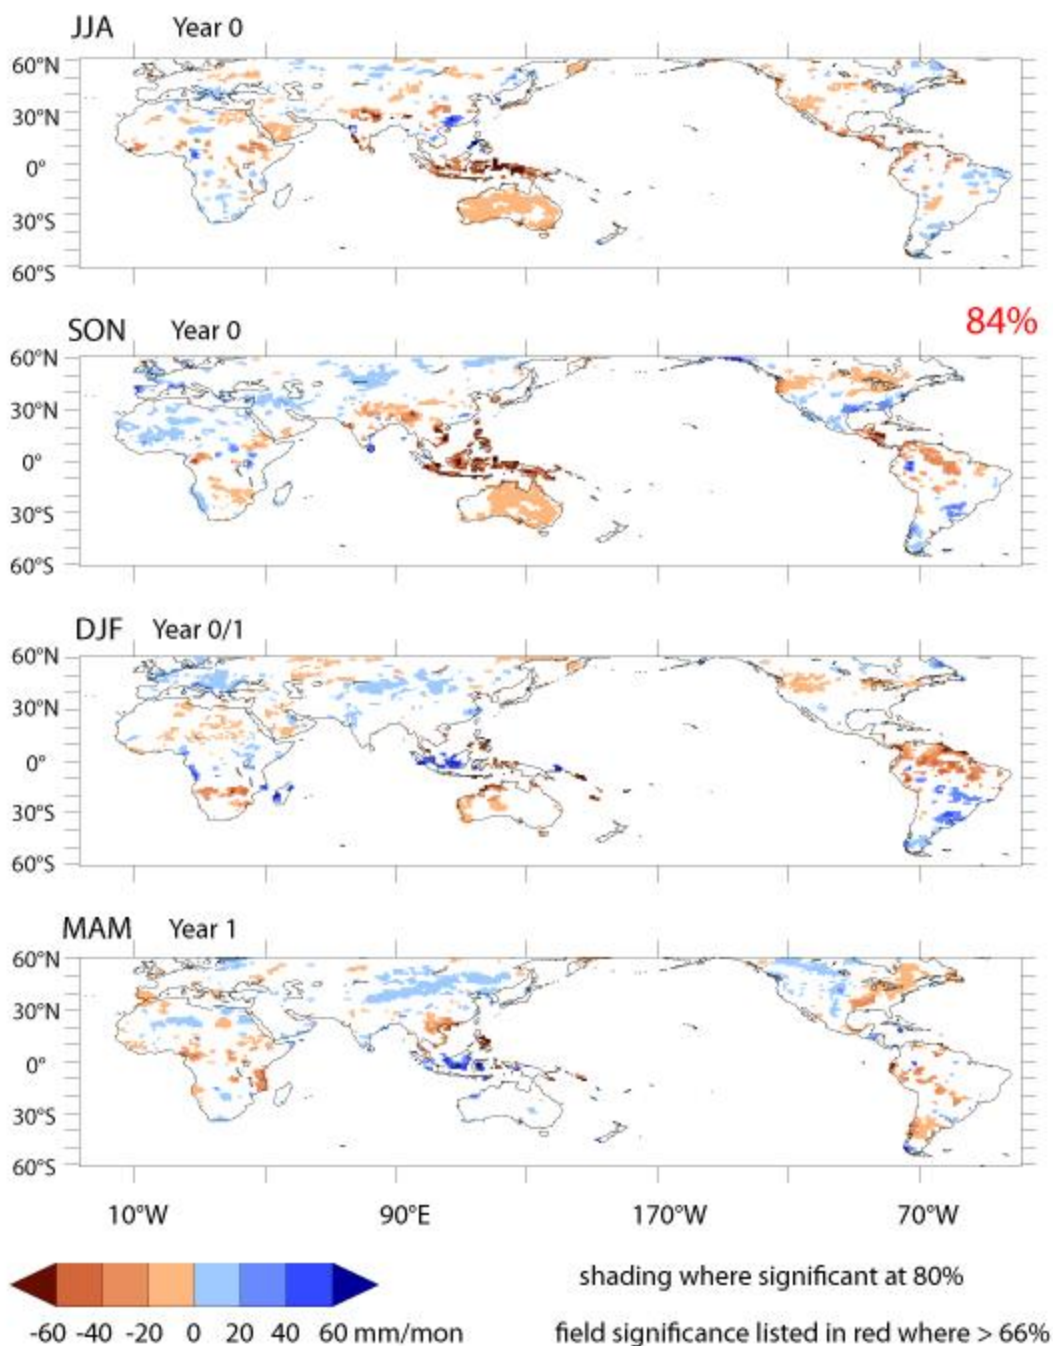 JJA Year 0
60°N
30°N
0°
30°S
60°S
SON Year 0 84%
60°N
30°N
0°
30°S
60°S
DJF Year 0/1
60°N
30°N
0°
30°S
60°S
MAM Year 1
60°N
30°N
0°
30°S
60°S
10°W 90°E 170°W 70°W
shading where significant at 80%
-60 -40 -20 0 20 40 60 mm/mon
field significance listed in red where > 66%